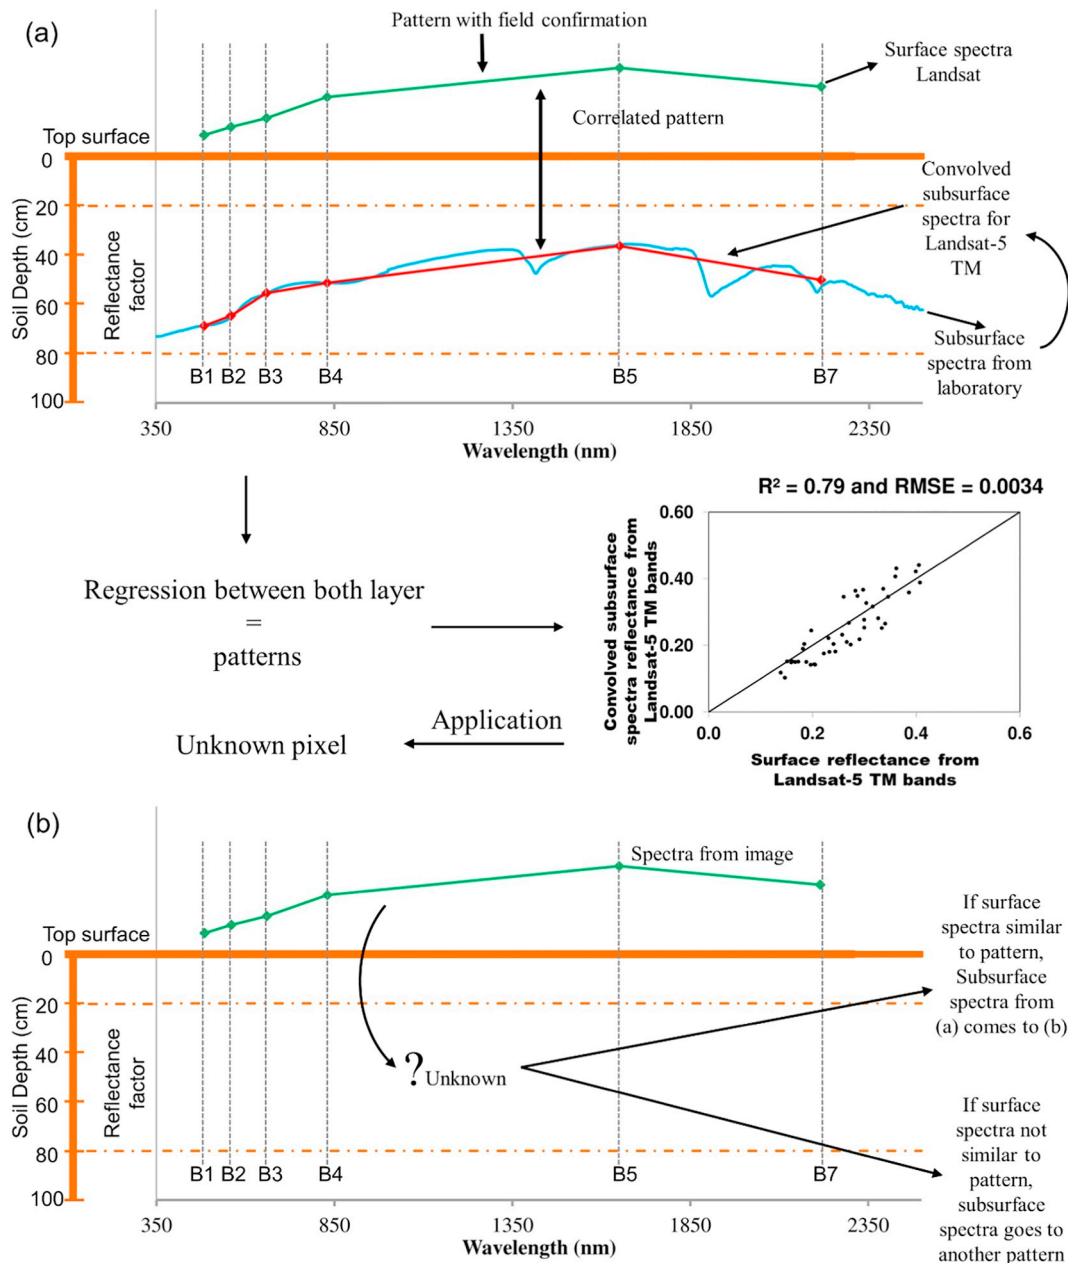 (a)
Pattern with field confirmation
Surface spectra
Landsat
Correlated pattern
Top surface
0
20
40
60
80
100
Soil Depth (cm)
Reflectance
factor
Convolved
subsurface
spectra for
Landsat-5
TM
Subsurface
spectra from
laboratory
B1 B2 B3 B4 B5 B7
350 850 1350 1850 2350
Wavelength (nm)
Regression between both layer
=
patterns
Application
Unknown pixel
R² = 0.79 and RMSE = 0.0034
Convolved subsurface
spectra reflectance from
Landsat-5 TM bands
0.60
0.40
0.20
0.00
0.0 0.2 0.4 0.6
Surface reflectance from
Landsat-5 TM bands
(b)
Spectra from image
Top surface
0
20
40
60
80
100
Soil Depth (cm)
Reflectance
factor
? Unknown
If surface
spectra similar
to pattern,
Subsurface
spectra from
(a) comes to (b)
If surface
spectra not
similar to
pattern,
subsurface
spectra goes to
another pattern
B1 B2 B3 B4 B5 B7
350 850 1350 1850 2350
Wavelength (nm)